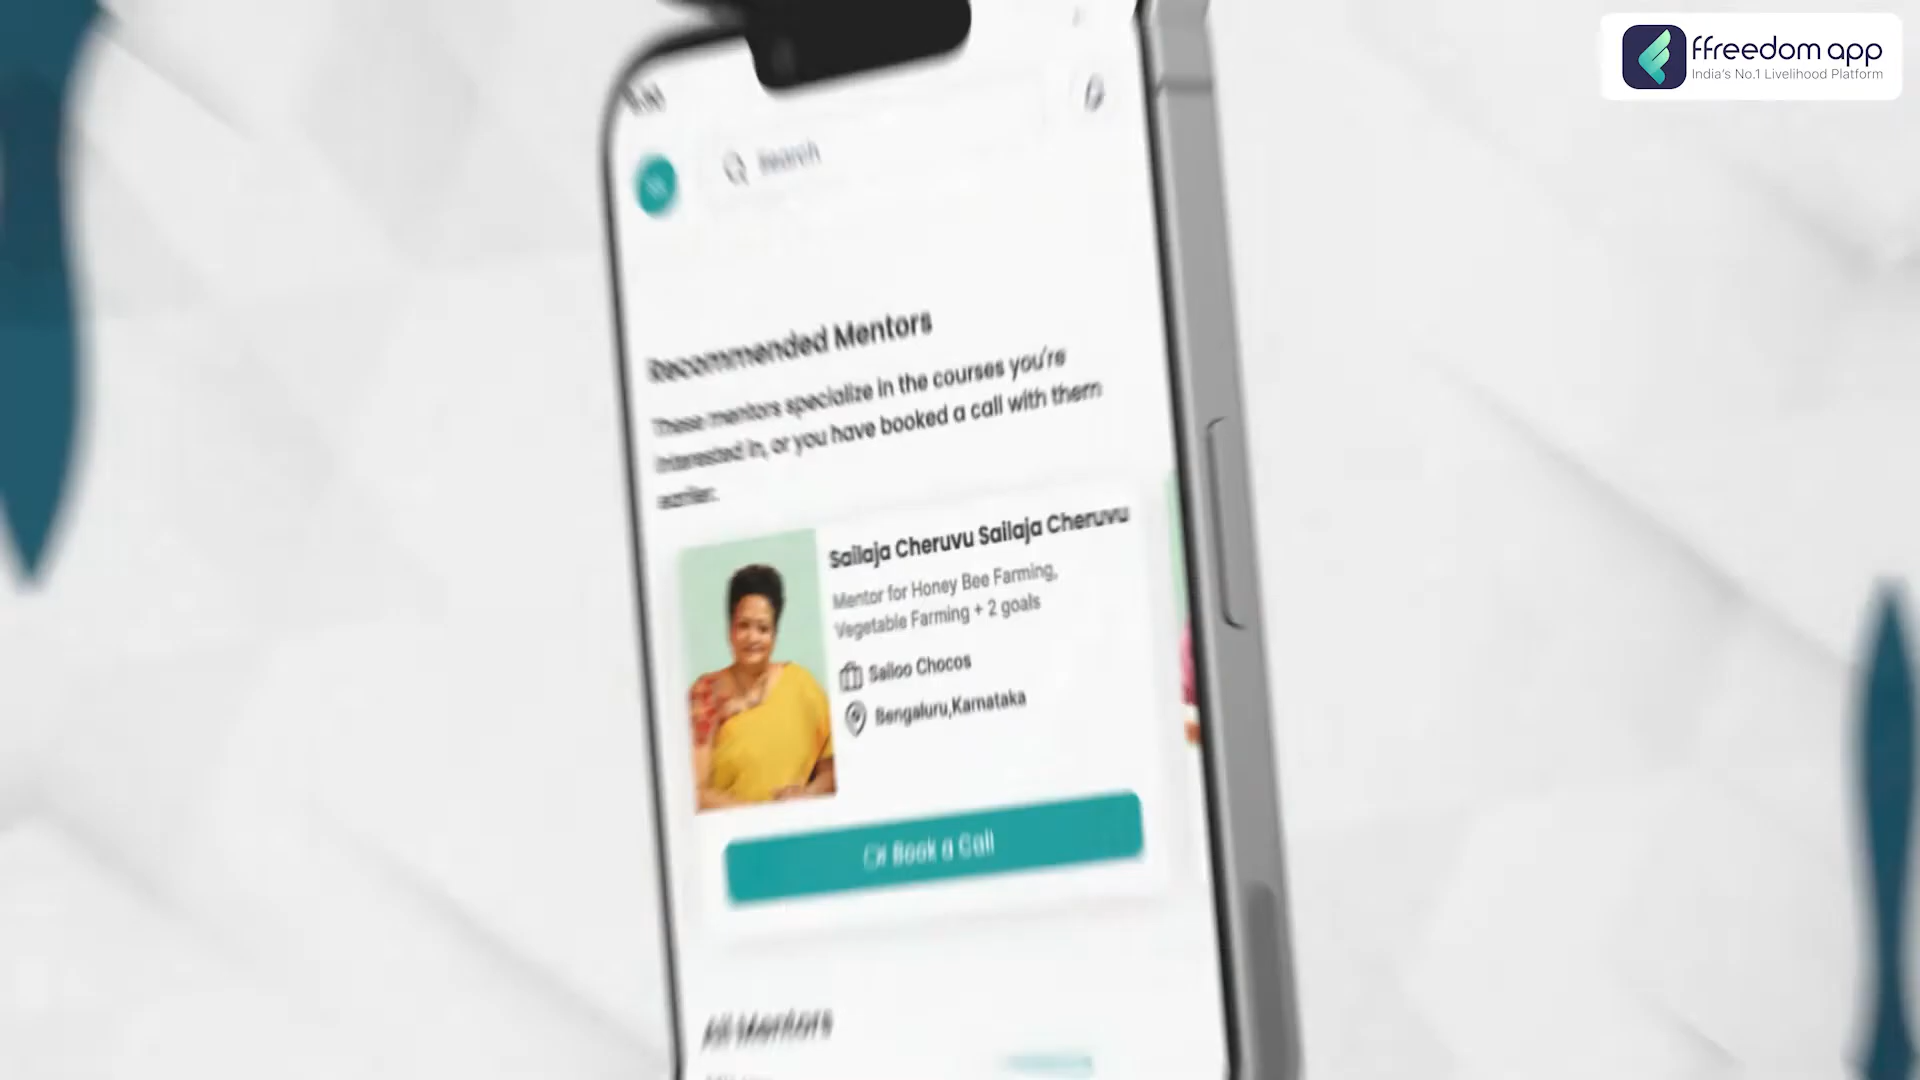 ffreedom app
India's No.1 Livelihood Platform
Search
Recommended Mentors
These mentors specialize in the courses you're
interested in, or you have booked a call with them
earlier.
Sailaja Cheruvu Sailaja Cheruvu
Mentor for Honey Bee Farming,
Vegetable Farming + 2 goals
Sailoo Chocos
Bengaluru,Karnataka
Book a Call
All Mentors